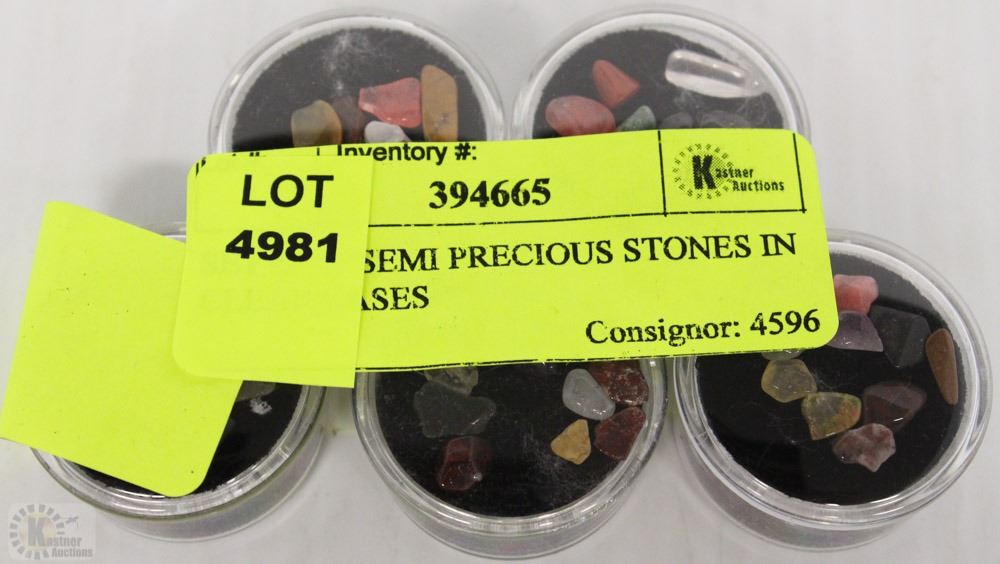 Inventory #:
394665
Kastner
Auctions
LOT
4981
SEMI PRECIOUS STONES IN
ASES
Consignor: 4596
Kastner
Auctions